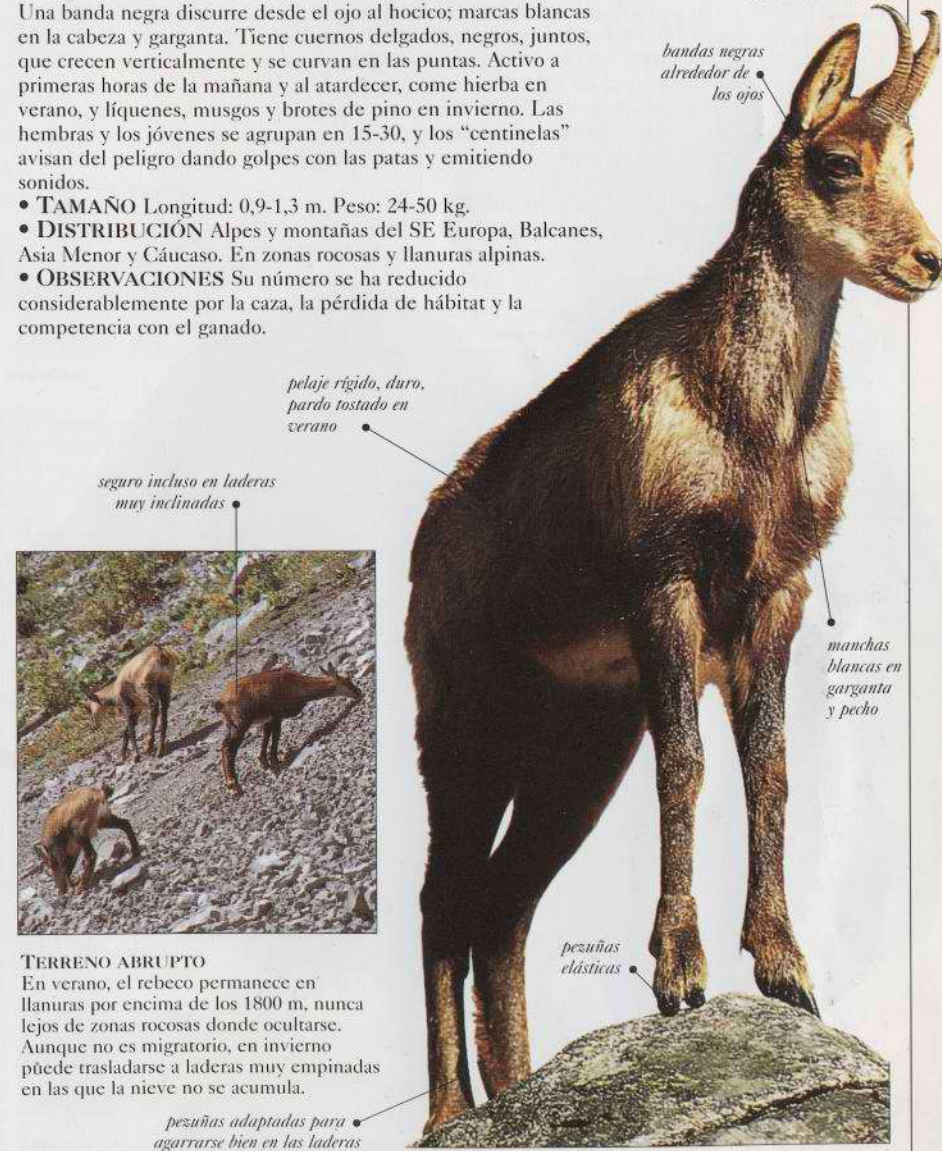 Una banda negra discurre desde el ojo al hocico; marcas blancas
en la cabeza y garganta. Tiene cuernos delgados, negros, juntos,
que crecen verticalmente y se curvan en las puntas. Activo a
primeras horas de la mañana y al atardecer, come hierba en
verano, y líquenes, musgos y brotes de pino en invierno. Las
hembras y los jóvenes se agrupan en 15-30, y los “centinelas”
avisan del peligro dando golpes con las patas y emitiendo
sonidos.
• TAMAÑO Longitud: 0,9-1,3 m. Peso: 24-50 kg.
• DISTRIBUCIÓN Alpes y montañas del SE Europa, Balcanes,
Asia Menor y Cáucaso. En zonas rocosas y llanuras alpinas.
• OBSERVACIONES Su número se ha reducido
considerablemente por la caza, la pérdida de hábitat y la
competencia con el ganado.
bandas negras
alrededor de
los ojos
pelaje rígido, duro,
pardo tostado en
verano
seguro incluso en laderas
muy inclinadas
manchas
blancas en
garganta
y pecho
pezuñas
elásticas
TERRENO ABRUPTO
En verano, el rebeco permanece en
llanuras por encima de los 1800 m, nunca
lejos de zonas rocosas donde ocultarse.
Aunque no es migratorio, en invierno
puede trasladarse a laderas muy empinadas
en las que la nieve no se acumula.
pezuñas adaptadas para
agarrarse bien en las laderas